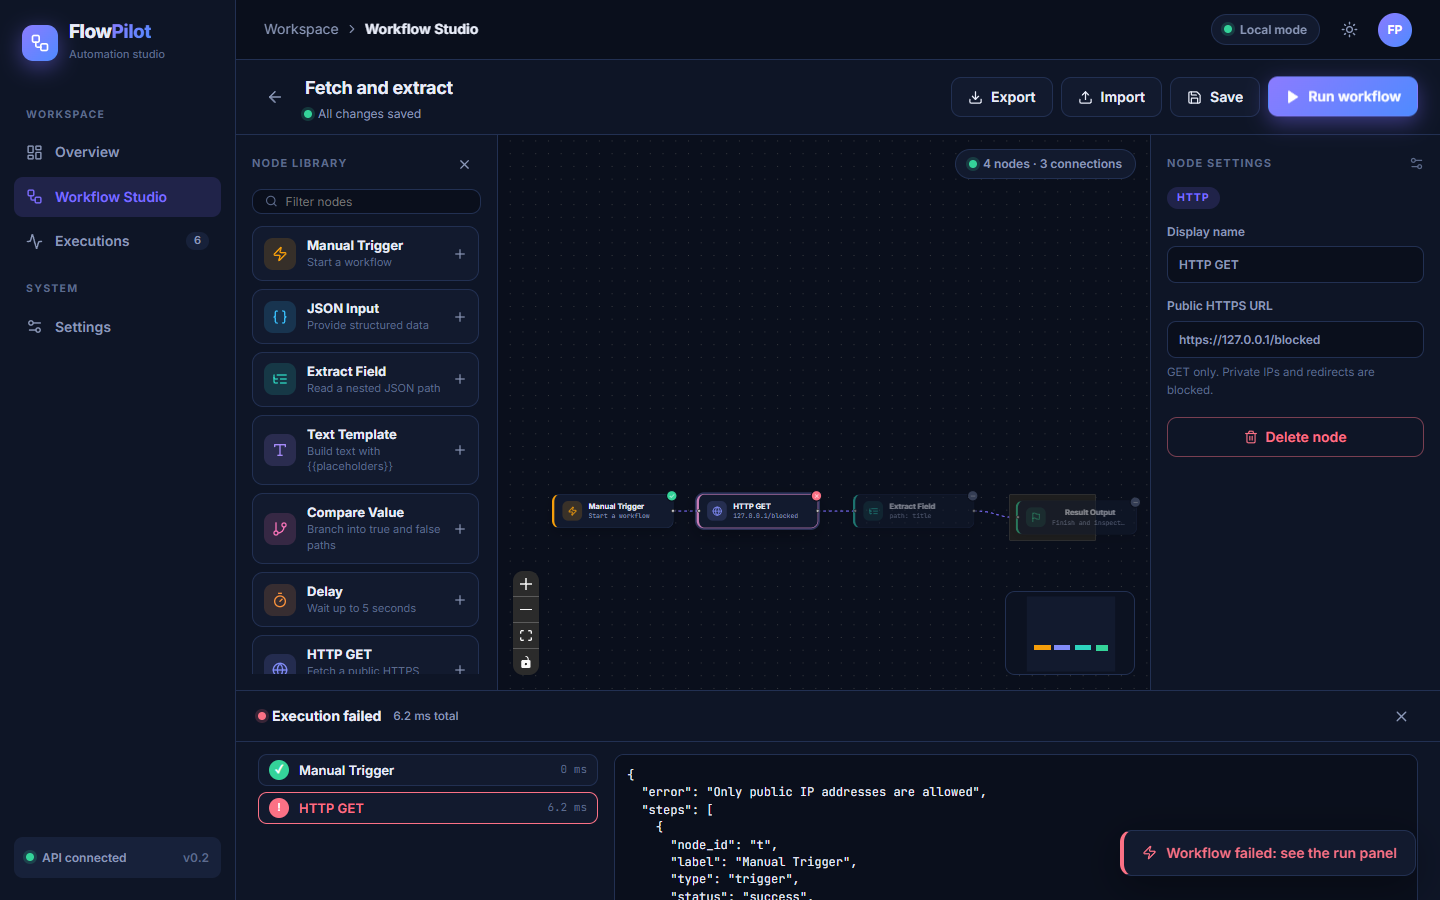 FlowPilot
Automation studio
WORKSPACE
Overview
Workflow Studio
Executions
6
SYSTEM
Settings
API connected
v0.2
Workspace
Workflow Studio
Local mode
FP
Fetch and extract
All changes saved
Export
Import
Save
Run workflow
NODE LIBRARY
Filter nodes
Manual Trigger
Start a workflow
JSON Input
Provide structured data
Extract Field
Read a nested JSON path
Text Template
Build text with
{{placeholders}}
Compare Value
Branch into true and false
paths
Delay
Wait up to 5 seconds
HTTP GET
Fetch a public HTTPS
4 nodes · 3 connections
Manual Trigger
Start a workflow
HTTP GET
127.0.0.1/blocked
Extract Field
path: title
Result Output
Finish and inspect…
NODE SETTINGS
HTTP
Display name
HTTP GET
Public HTTPS URL
https://127.0.0.1/blocked
GET only. Private IPs and redirects are
blocked.
Delete node
Execution failed
6.2 ms total
Manual Trigger
0 ms
HTTP GET
6.2 ms
{
"error": "Only public IP addresses are allowed",
"steps": [
{
"node_id": "t",
"label": "Manual Trigger",
"type": "trigger",
"status": "success",
Workflow failed: see the run panel